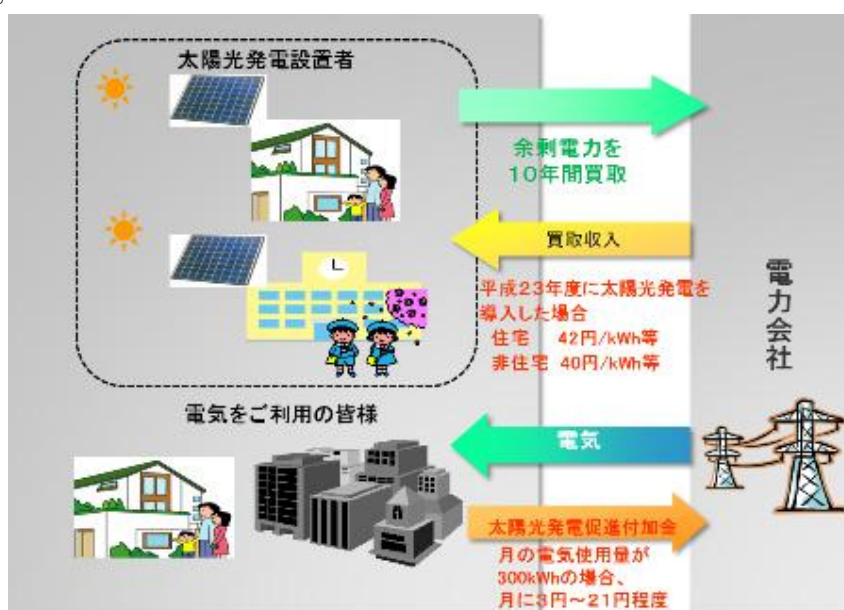 太陽光発電設置者
余剰電力を
10年間買取
買取収入
平成23年度に太陽光発電を
導入した場合
住宅 42円/kWh等
非住宅 40円/kWh等
電力会社
電気をご利用の皆様
電気
太陽光発電促進付加金
月の電気使用量が
300kWhの場合、
月に3円～21円程度